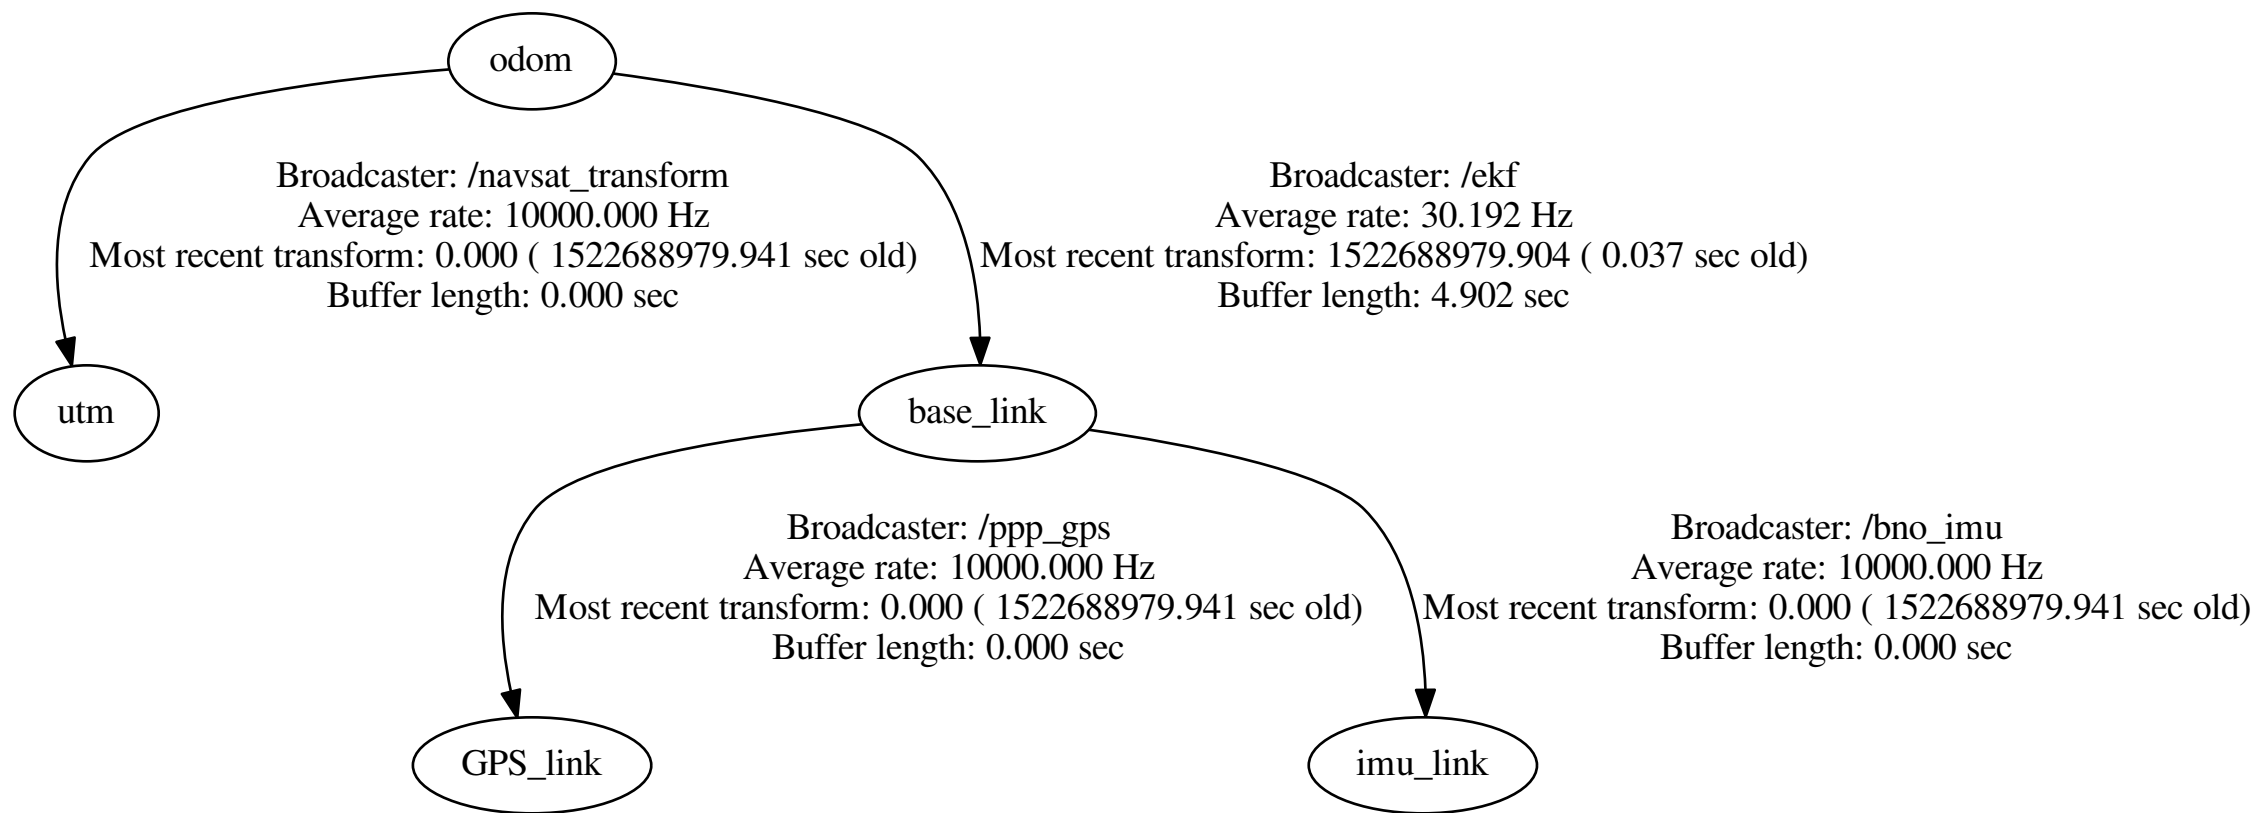 odom
Broadcaster: /navsat_transform
Average rate: 10000.000 Hz
Most recent transform: 0.000 ( 1522688979.941 sec old)
Buffer length: 0.000 sec
Broadcaster: /ekf
Average rate: 30.192 Hz
Most recent transform: 1522688979.904 ( 0.037 sec old)
Buffer length: 4.902 sec
utm
base_link
Broadcaster: /ppp_gps
Average rate: 10000.000 Hz
Most recent transform: 0.000 ( 1522688979.941 sec old)
Buffer length: 0.000 sec
Broadcaster: /bno_imu
Average rate: 10000.000 Hz
Most recent transform: 0.000 ( 1522688979.941 sec old)
Buffer length: 0.000 sec
GPS_link
imu_link